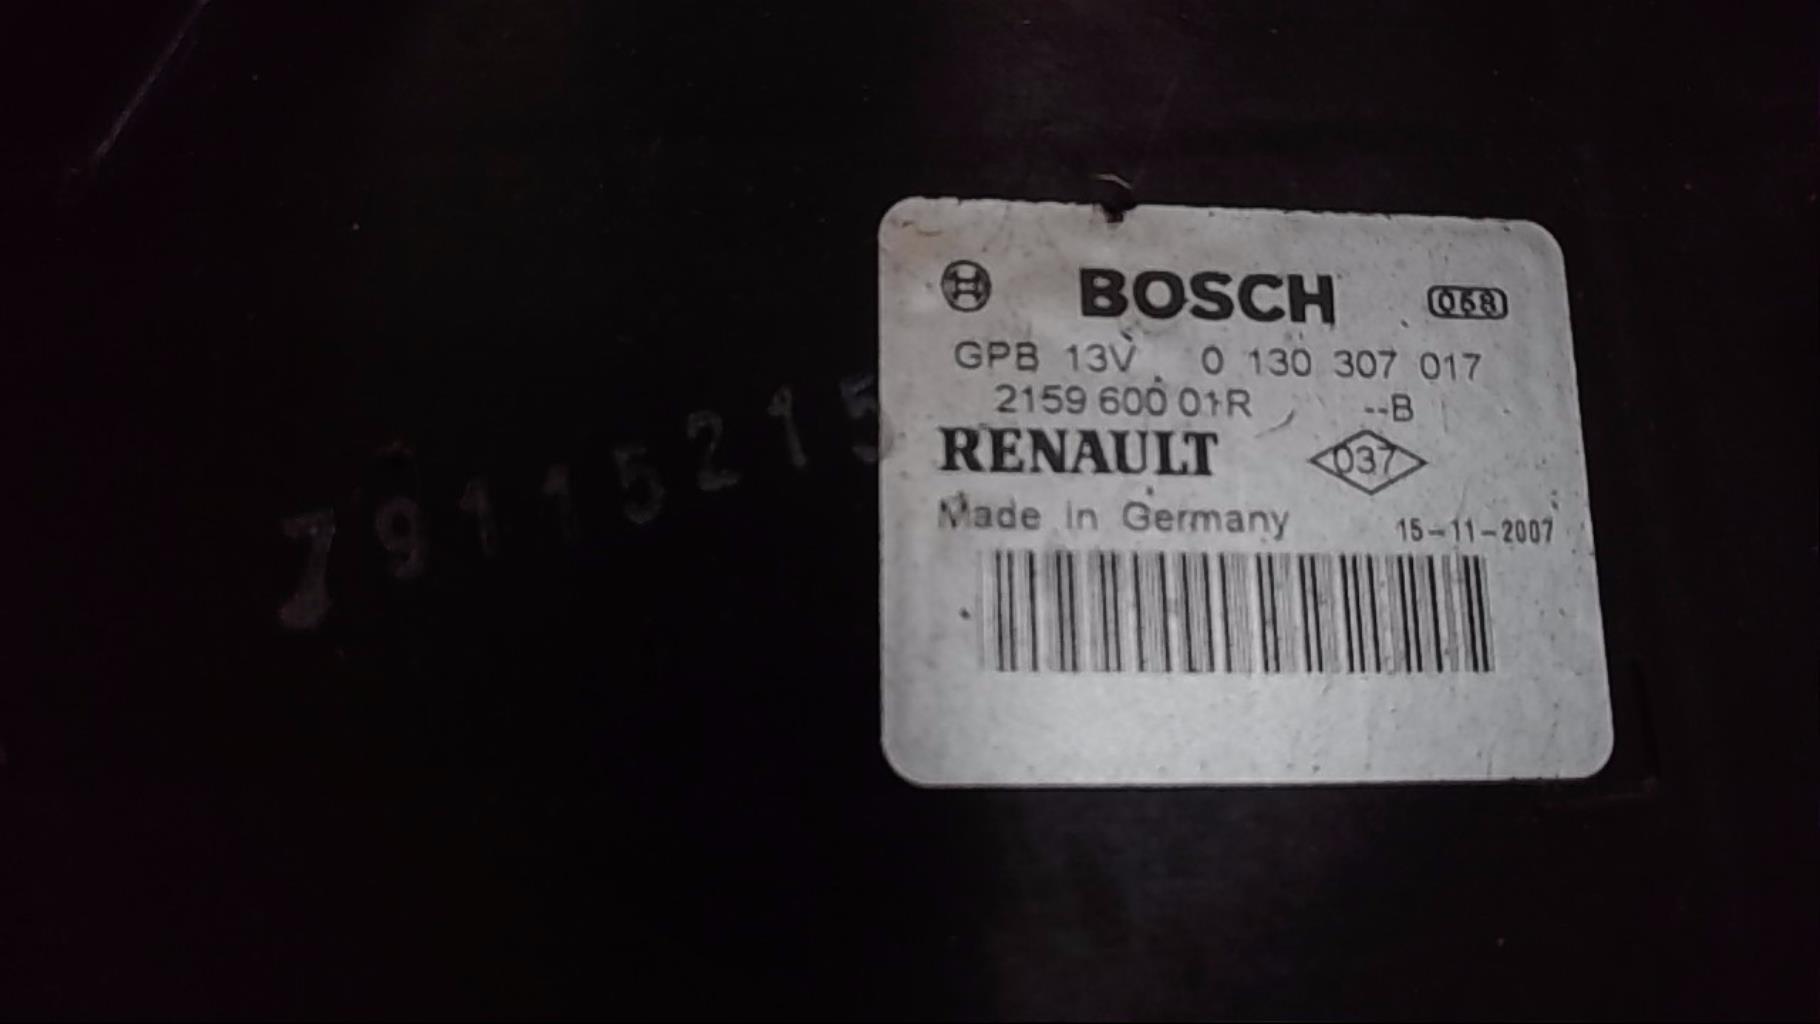 BOSCH 068
GPB 13V 0 130 307 017
2159 600 01R --B
RENAULT 037
Made in Germany 15-11-2007
79115215